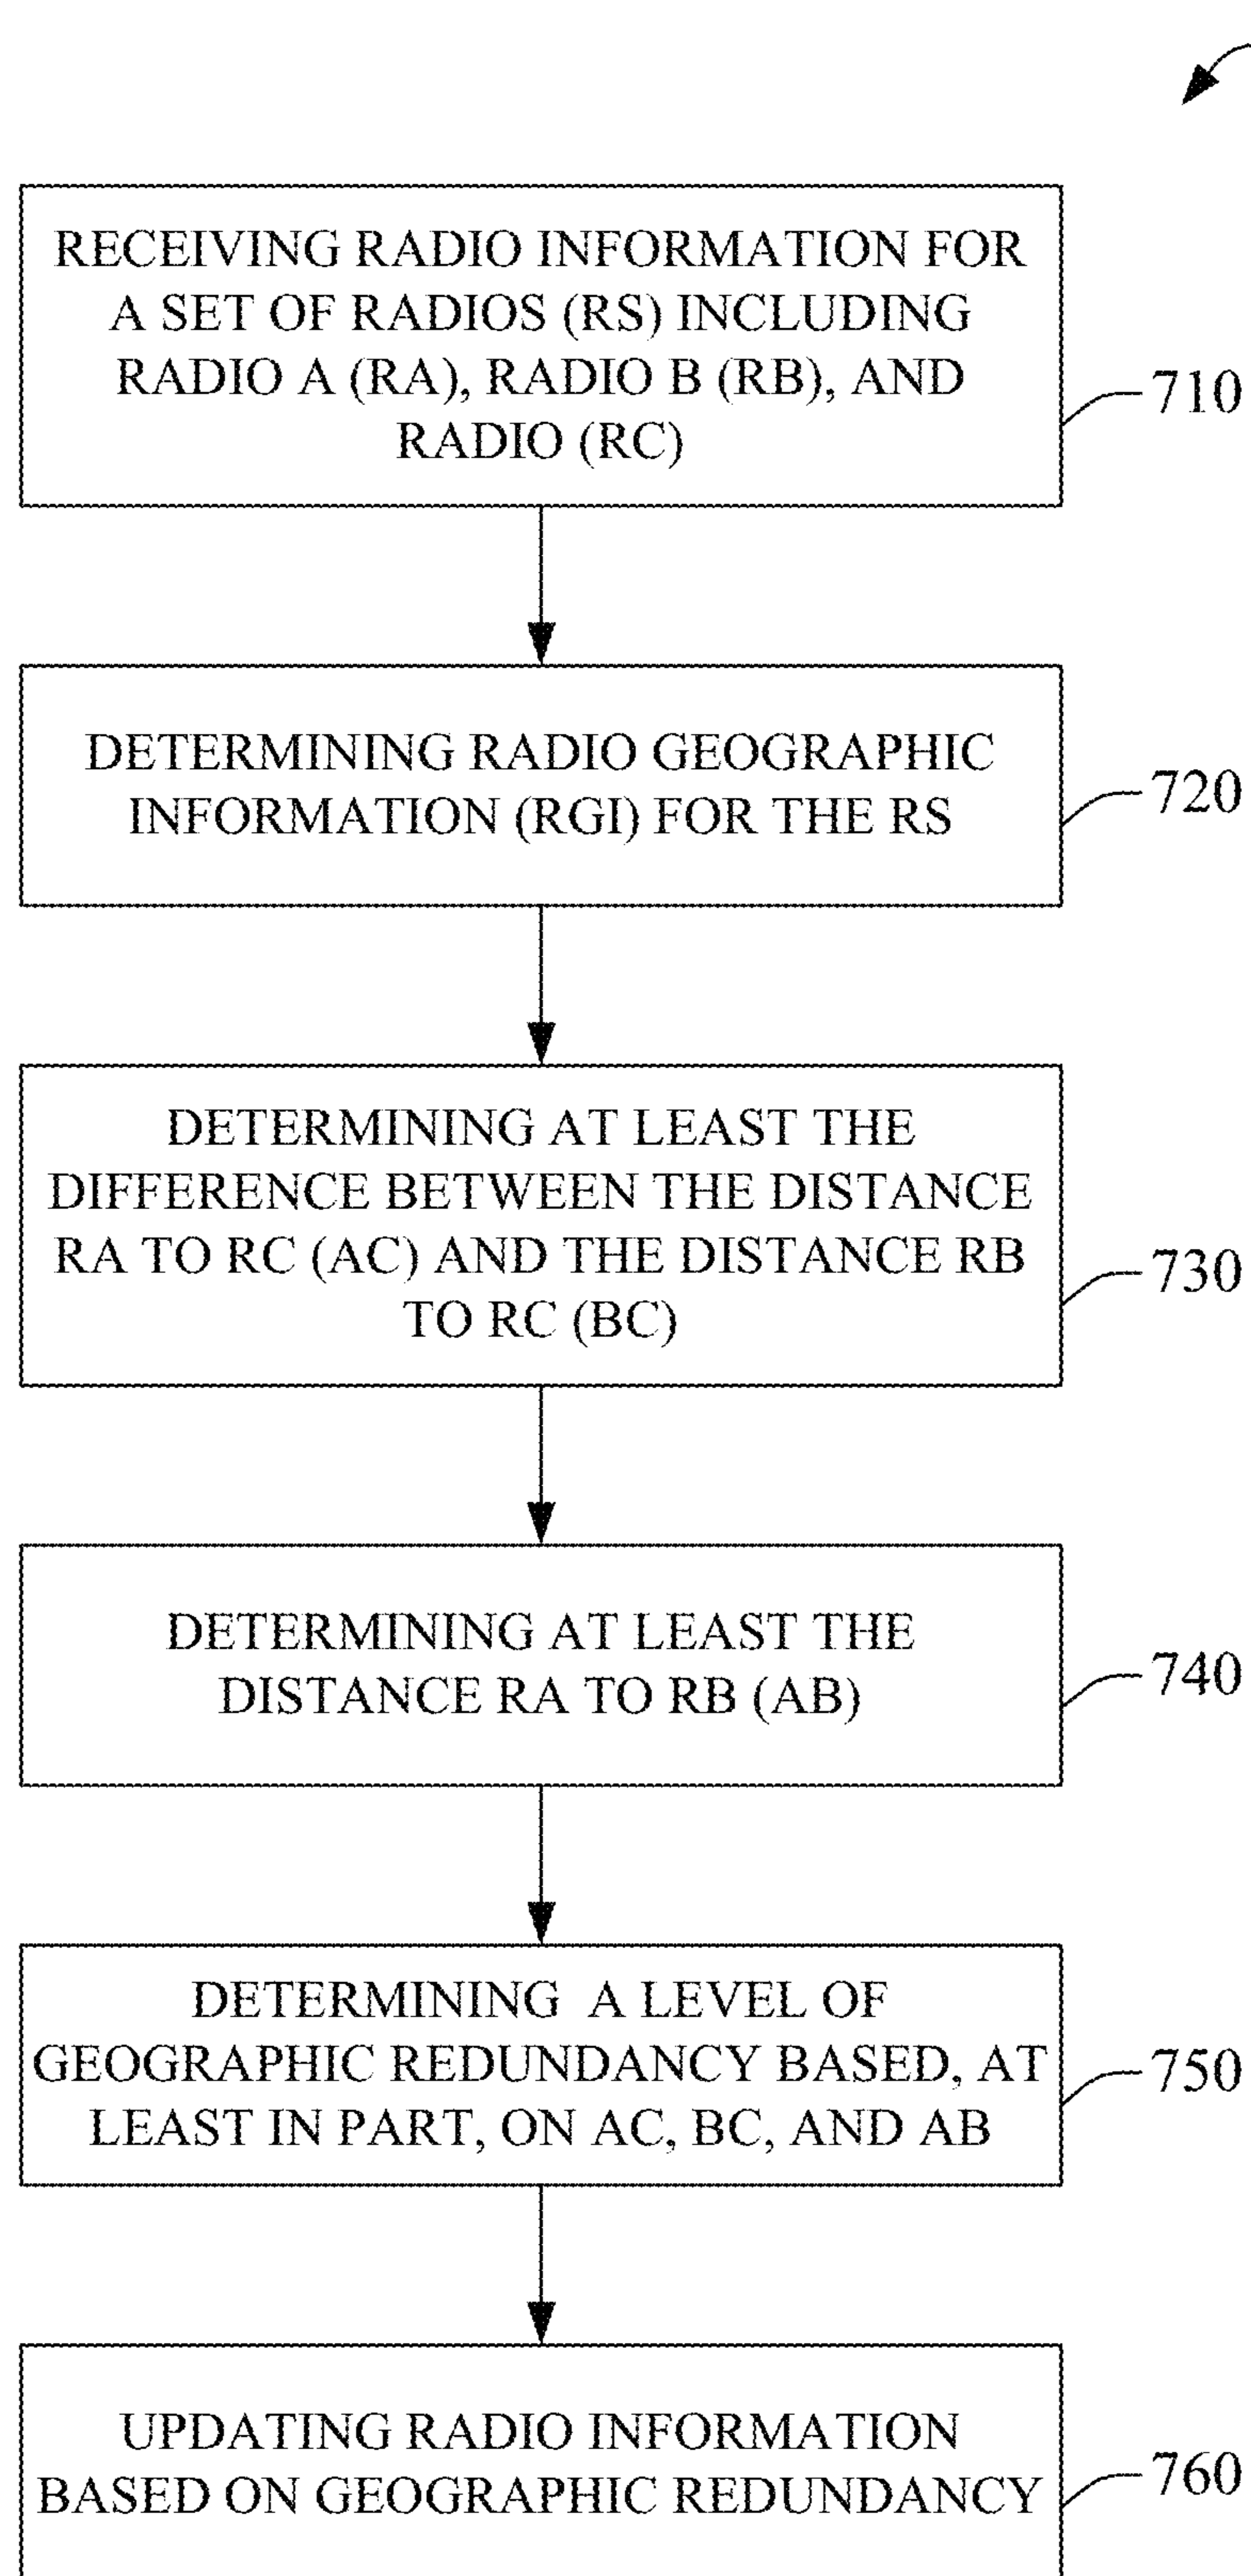 RECEIVING RADIO INFORMATION FOR
A SET OF RADIOS (RS) INCLUDING
RADIO A (RA), RADIO B (RB), AND
RADIO (RC)
710
DETERMINING RADIO GEOGRAPHIC
INFORMATION (RGI) FOR THE RS
720
DETERMINING AT LEAST THE
DIFFERENCE BETWEEN THE DISTANCE
RA TO RC (AC) AND THE DISTANCE RB
TO RC (BC)
730
DETERMINING AT LEAST THE
DISTANCE RA TO RB (AB)
740
DETERMINING A LEVEL OF
GEOGRAPHIC REDUNDANCY BASED, AT
LEAST IN PART, ON AC, BC, AND AB
750
UPDATING RADIO INFORMATION
BASED ON GEOGRAPHIC REDUNDANCY
760